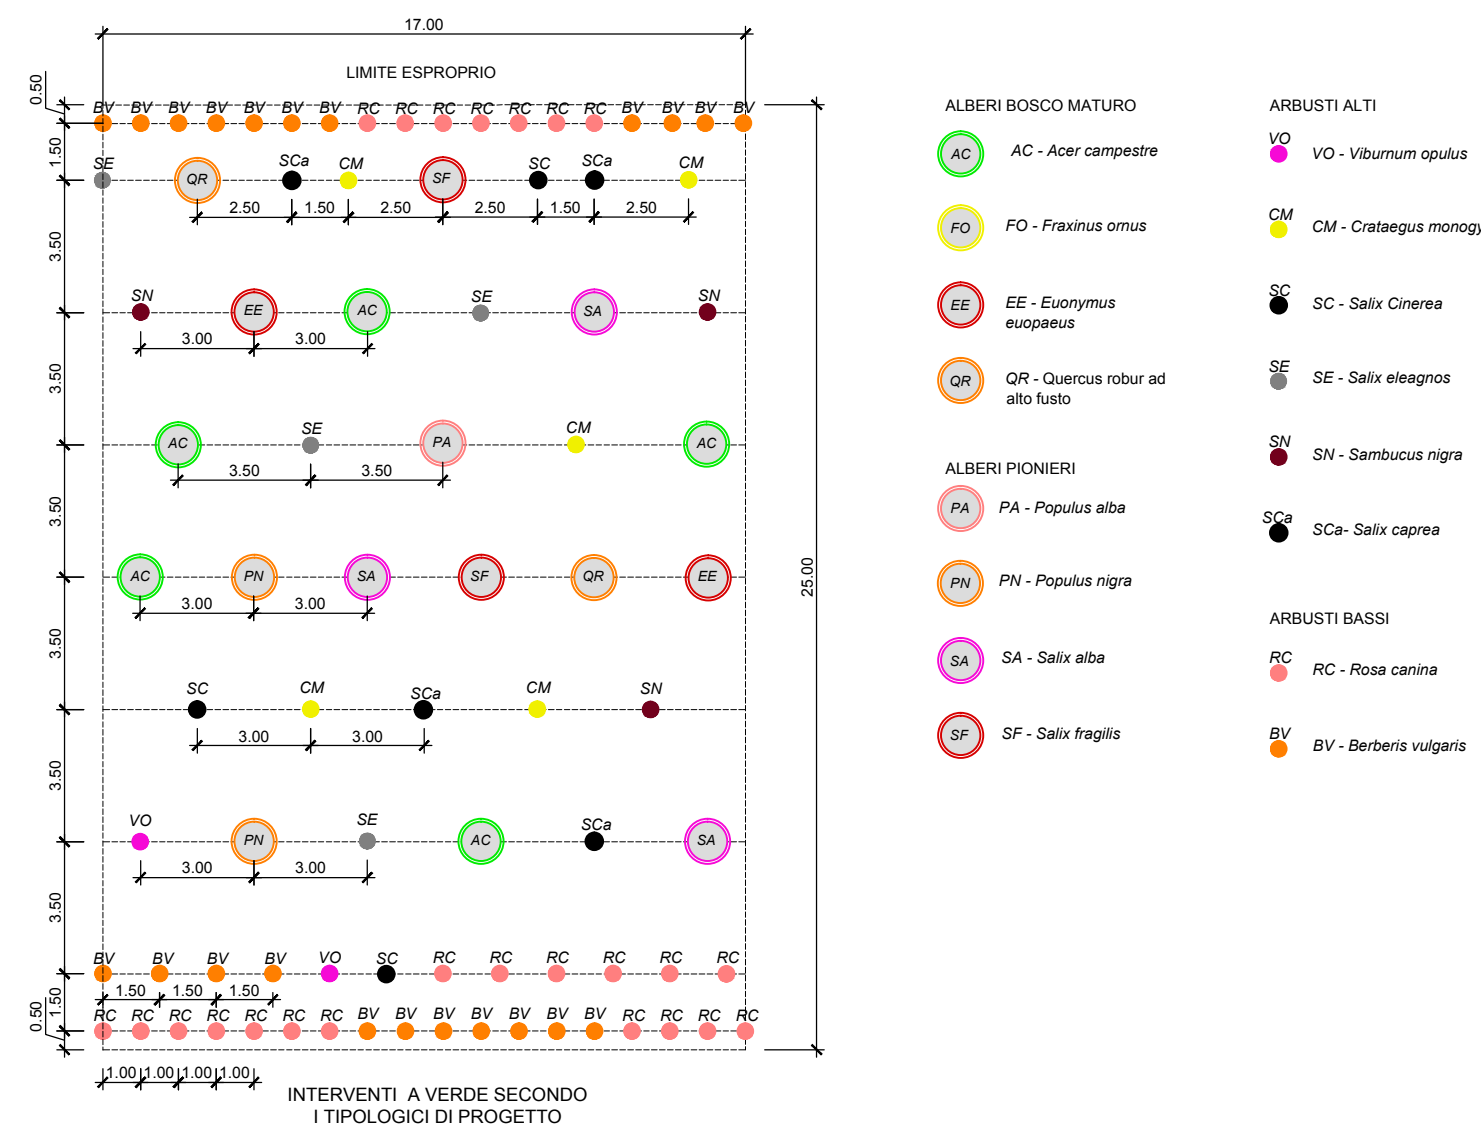 17.00
LIMITE ESPROPRIO
0.50
BV BV BV BV BV BV BV RC RC RC RC RC RC RC BV BV BV BV
1.50
SE QR SCa CM SF SC SCa CM
2.50 1.50 2.50 2.50 1.50 2.50
3.50
SN EE AC SE SA SN
3.00 3.00
3.50
AC SE PA CM AC
3.50 3.50
3.50
AC PN SA SF QR EE
3.00 3.00
25.00
3.50
SC CM SCa CM SN
3.00 3.00
3.50
VO PN SE AC SCa SA
3.00 3.00
3.50
BV BV BV BV VO SC RC RC RC RC RC RC
1.50 1.50 1.50
1.50
RC RC RC RC RC RC RC BV BV BV BV BV BV BV RC RC RC RC
0.50
1.00 1.00 1.00 1.00
INTERVENTI A VERDE SECONDO
I TIPOLOGICI DI PROGETTO
ALBERI BOSCO MATURO
AC AC - Acer campestre
FO FO - Fraxinus ornus
EE EE - Euonymus
euopaeus
QR QR - Quercus robur ad
alto fusto
ALBERI PIONIERI
PA PA - Populus alba
PN PN - Populus nigra
SA SA - Salix alba
SF SF - Salix fragilis
ARBUSTI ALTI
VO
VO - Viburnum opulus
CM
CM - Crataegus monogy
SC
SC - Salix Cinerea
SE
SE - Salix eleagnos
SN
SN - Sambucus nigra
SCa
SCa- Salix caprea
ARBUSTI BASSI
RC
RC - Rosa canina
BV
BV - Berberis vulgaris